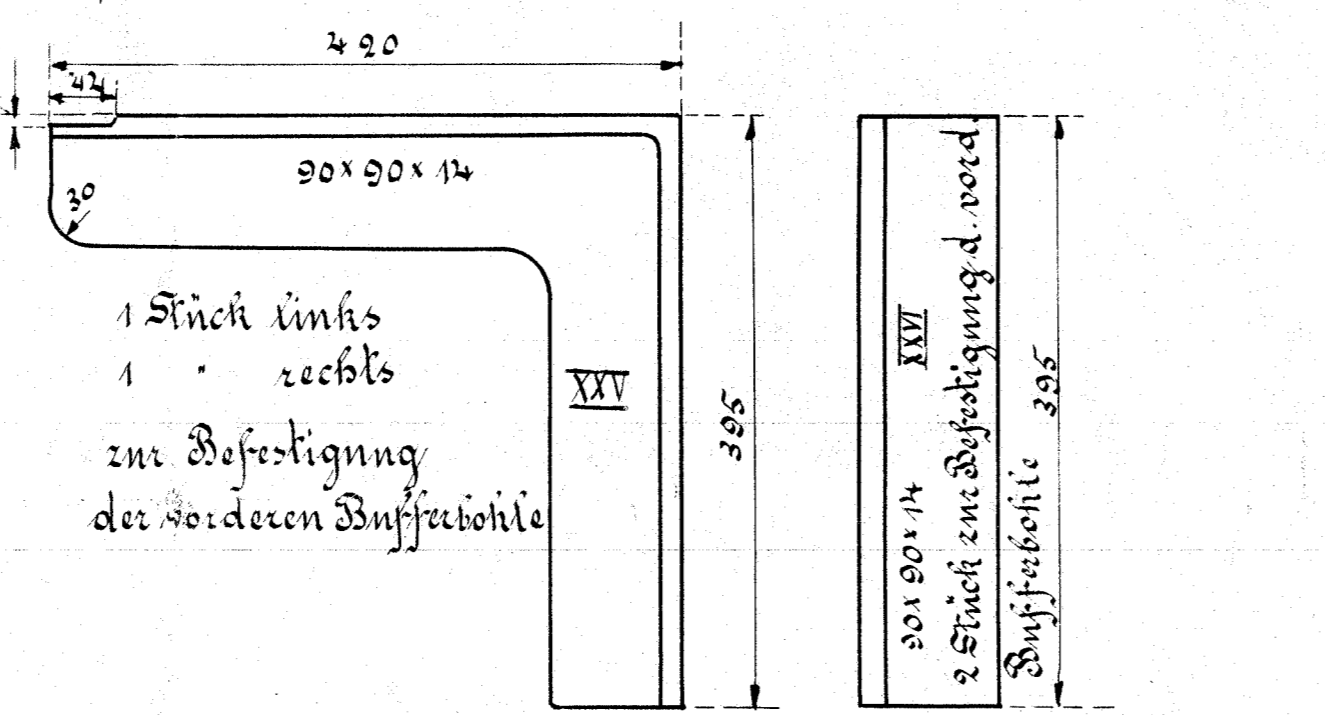 420
44
90 x 90 x 14
30
1 Stück links
1 " rechts
zur Befestigung
der vorderen Bufferbohle
XXV
395
XXVI
90 x 90 x 14
2 Stück zur Befestigung d. vord.
Bufferbohle
395